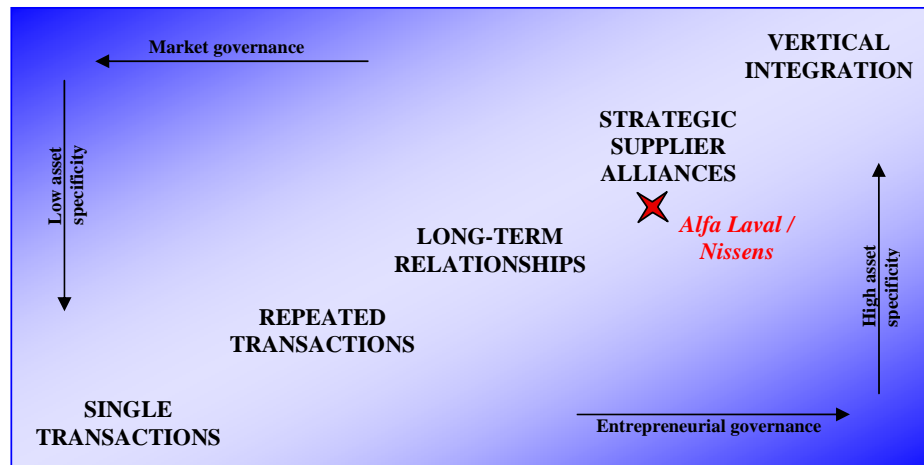 Market governance
VERTICAL
INTEGRATION
STRATEGIC
SUPPLIER
ALLIANCES
Low asset
specificity
Alfa Laval /
Nissens
LONG-TERM
RELATIONSHIPS
High asset
specificity
REPEATED
TRANSACTIONS
SINGLE
TRANSACTIONS
Entrepreneurial governance